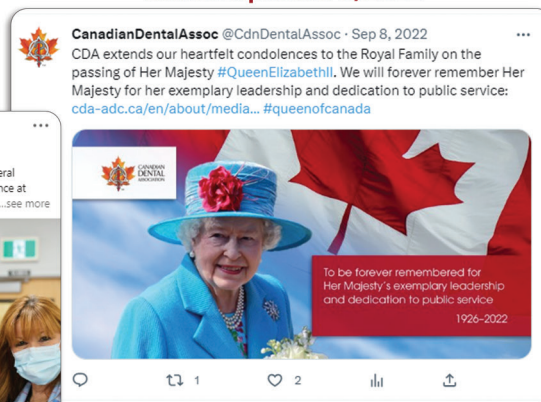 CanadianDentalAssoc @CdnDentalAssoc · Sep 8, 2022
CDA extends our heartfelt condolences to the Royal Family on the
passing of Her Majesty #QueenElizabethII. We will forever remember Her
Majesty for her exemplary leadership and dedication to public service:
cda-adc.ca/en/about/media... #queenofcanada
...see more
CANADIAN
DENTAL
ASSOCIATION
To be forever remembered for
Her Majesty's exemplary leadership
and dedication to public service
1926–2022
1
2